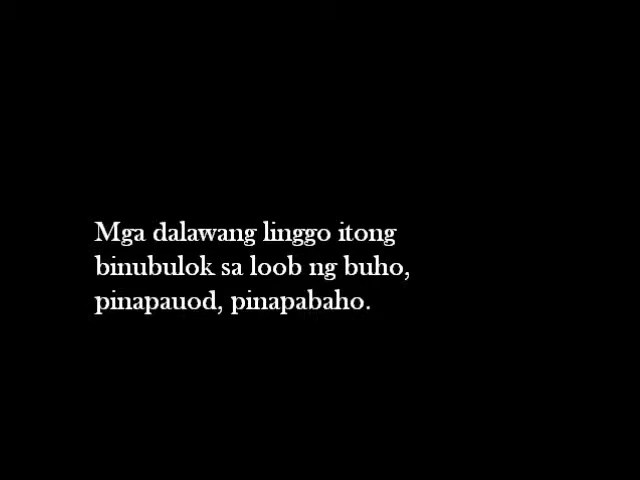 Mga dalawang linggo itong
binubulok sa loob ng buho,
pinapauod, pinapabaho.